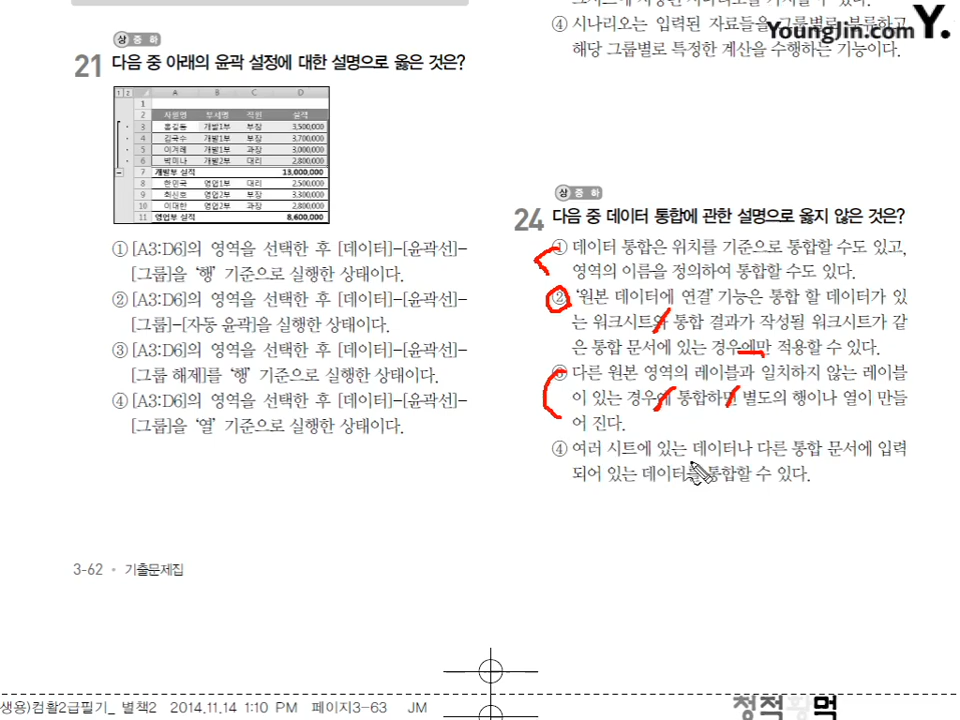 상 중 하
21 다음 중 아래의 윤곽 설정에 대한 설명으로 옳은 것은?
1 2 A B C D
1
2 사원명 부서명 직위 실적
3 홍길동 개발1부 부장 3,500,000
4 김국수 개발1부 부장 3,700,000
5 이겨레 개발1부 과장 3,000,000
6 박미나 개발2부 대리 2,800,000
7 개발부 실적 13,000,000
8 한민국 영업1부 대리 2,500,000
9 최신호 영업2부 부장 3,300,000
10 이대한 영업2부 과장 2,800,000
11 영업부 실적 8,600,000
① [A3:D6]의 영역을 선택한 후 [데이터]-[윤곽선]-
[그룹]을 ‘행’ 기준으로 실행한 상태이다.
② [A3:D6]의 영역을 선택한 후 [데이터]-[윤곽선]-
[그룹]-[자동 윤곽]을 실행한 상태이다.
③ [A3:D6]의 영역을 선택한 후 [데이터]-[윤곽선]-
[그룹 해제]를 ‘행’ 기준으로 실행한 상태이다.
④ [A3:D6]의 영역을 선택한 후 [데이터]-[윤곽선]-
[그룹]을 ‘열’ 기준으로 실행한 상태이다.
3-62 • 기출문제집
④ 시나리오는 입력된 자료들을 그룹별로 분류하고
해당 그룹별로 특정한 계산을 수행하는 기능이다.
YoungJin.com Y.
상 중 하
24 다음 중 데이터 통합에 관한 설명으로 옳지 않은 것은?
① 데이터 통합은 위치를 기준으로 통합할 수도 있고,
영역의 이름을 정의하여 통합할 수도 있다.
② ‘원본 데이터에 연결’ 기능은 통합 할 데이터가 있
는 워크시트와 통합 결과가 작성될 워크시트가 같
은 통합 문서에 있는 경우에만 적용할 수 있다.
③ 다른 원본 영역의 레이블과 일치하지 않는 레이블
이 있는 경우에 통합하면 별도의 행이나 열이 만들
어 진다.
④ 여러 시트에 있는 데이터나 다른 통합 문서에 입력
되어 있는 데이터를 통합할 수 있다.
생용)컴활2급필기_ 별책2 2014.11.14 1:10 PM 페이지3-63 JM
청적황먹